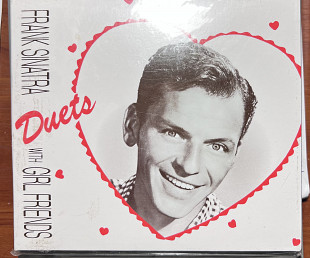 FRANK SINATRA
Duets
WITH GIRL FRIENDS